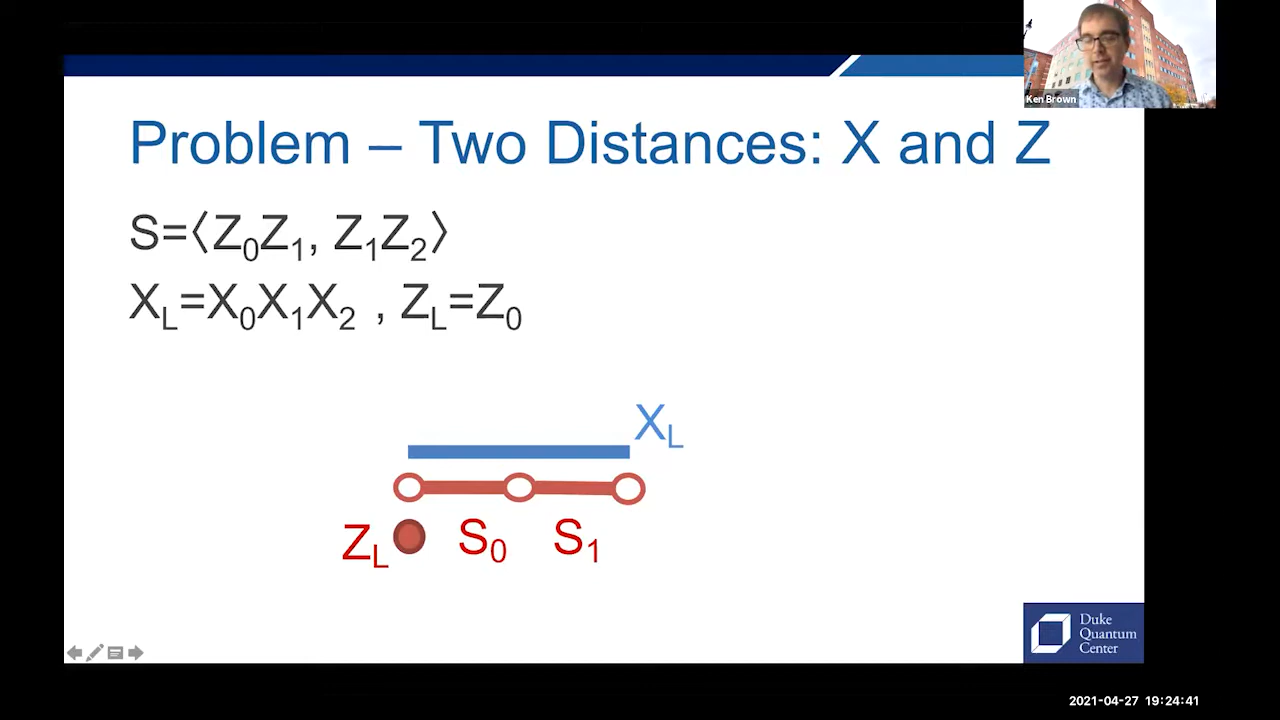 Ken Brown
Problem – Two Distances: X and Z
S=⟨Z₀Z₁, Z₁Z₂⟩
X_L=X₀X₁X₂ , Z_L=Z₀
X_L
Z_L S₀ S₁
Duke
Quantum
Center
2021-04-27 19:24:41